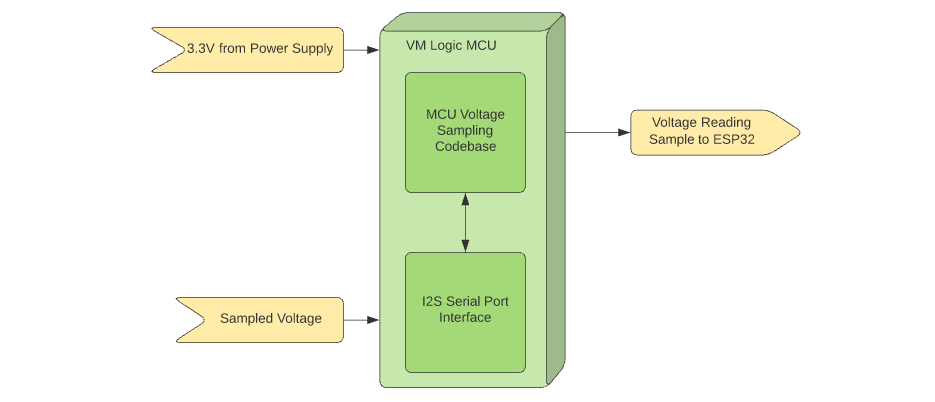 3.3V from Power Supply
VM Logic MCU
MCU Voltage
Sampling
Codebase
Voltage Reading
Sample to ESP32
I2S Serial Port
Interface
Sampled Voltage